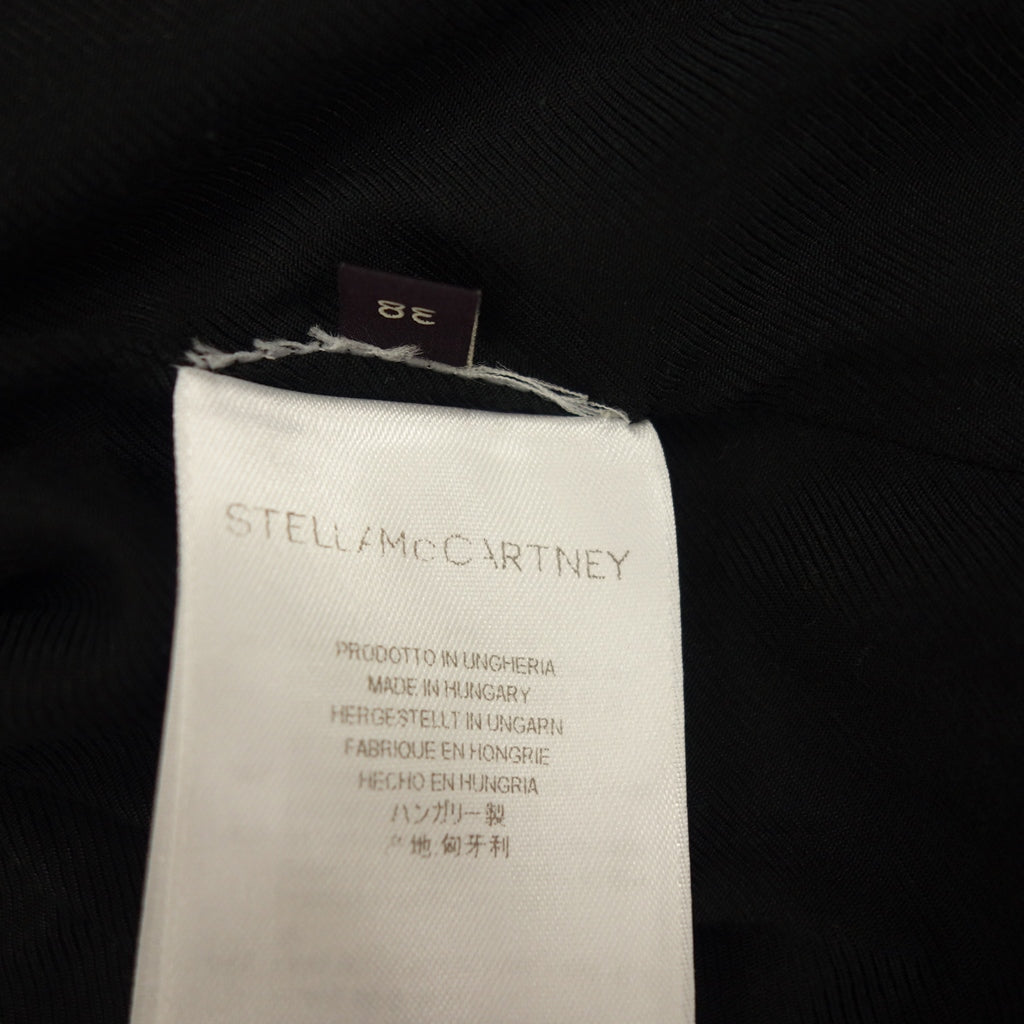 38
STELLAMcCARTNEY
PRODOTTO IN UNGHERIA
MADE IN HUNGARY
HERGESTELLT IN UNGARN
FABRIQUE EN HONGRIE
HECHO EN HUNGRIA
ハンガリー製
产地 匈牙利